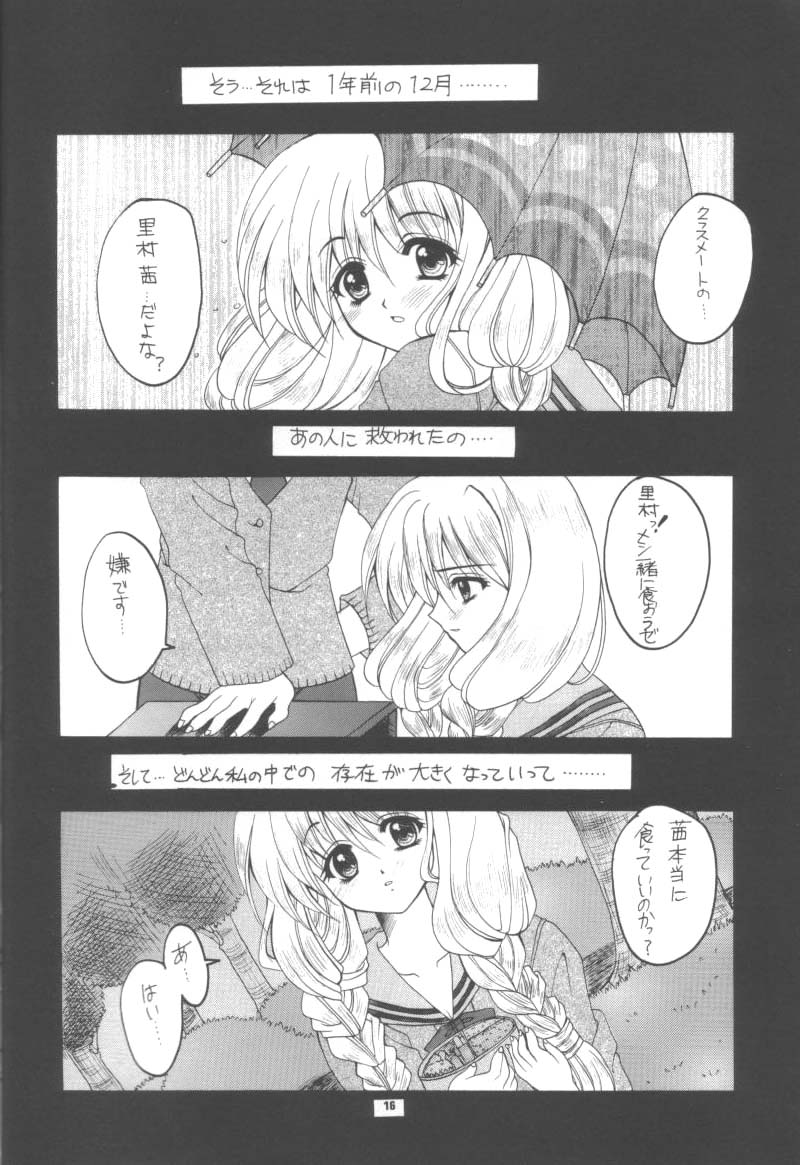 そう…それは 1年前の12月………
クラスメートの…
里村
茜…だよな?
あの人に 救われたの….
里村っ!
メシ一緒に食おうぜ
嫌です…
そして… どんどん私の中での 存在が 大きく なっていって ………
茜本当に
食っていいのかっ?
あ…
はい…
16